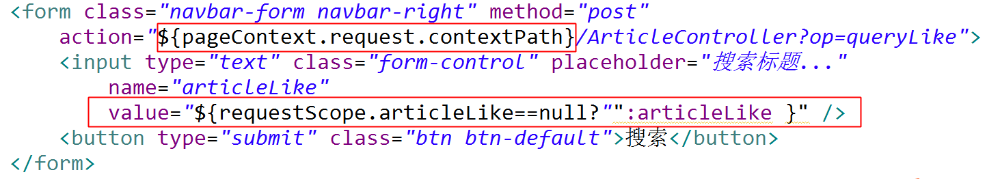 <form class="navbar-form navbar-right" method="post"
action="${pageContext.request.contextPath}/ArticleController?op=queryLike">
<input type="text" class="form-control" placeholder="搜索标题..."
name="articleLike"
value="${requestScope.articleLike==null?"":articleLike }" />
<button type="submit" class="btn btn-default">搜索</button>
</form>